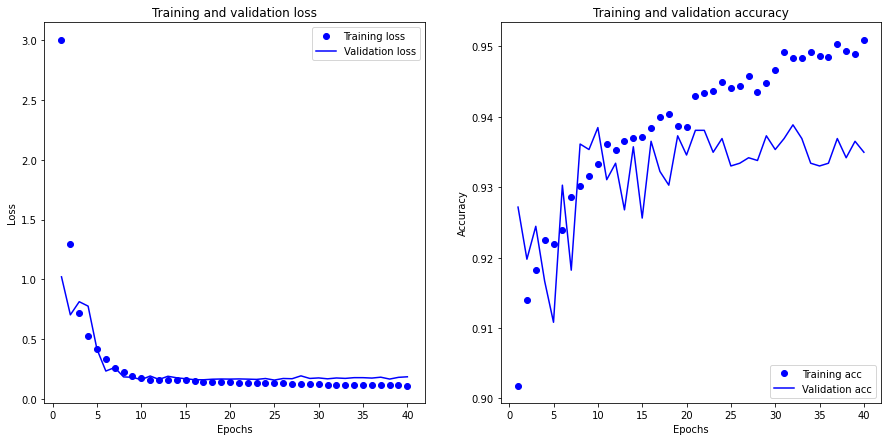 Training and validation loss
3.0
2.5
2.0
1.5
1.0
0.5
0.0
Loss
0 5 10 15 20 25 30 35 40
Epochs
Training loss
Validation loss
Training and validation accuracy
0.95
0.94
0.93
0.92
0.91
0.90
Accuracy
0 5 10 15 20 25 30 35 40
Epochs
Training acc
Validation acc